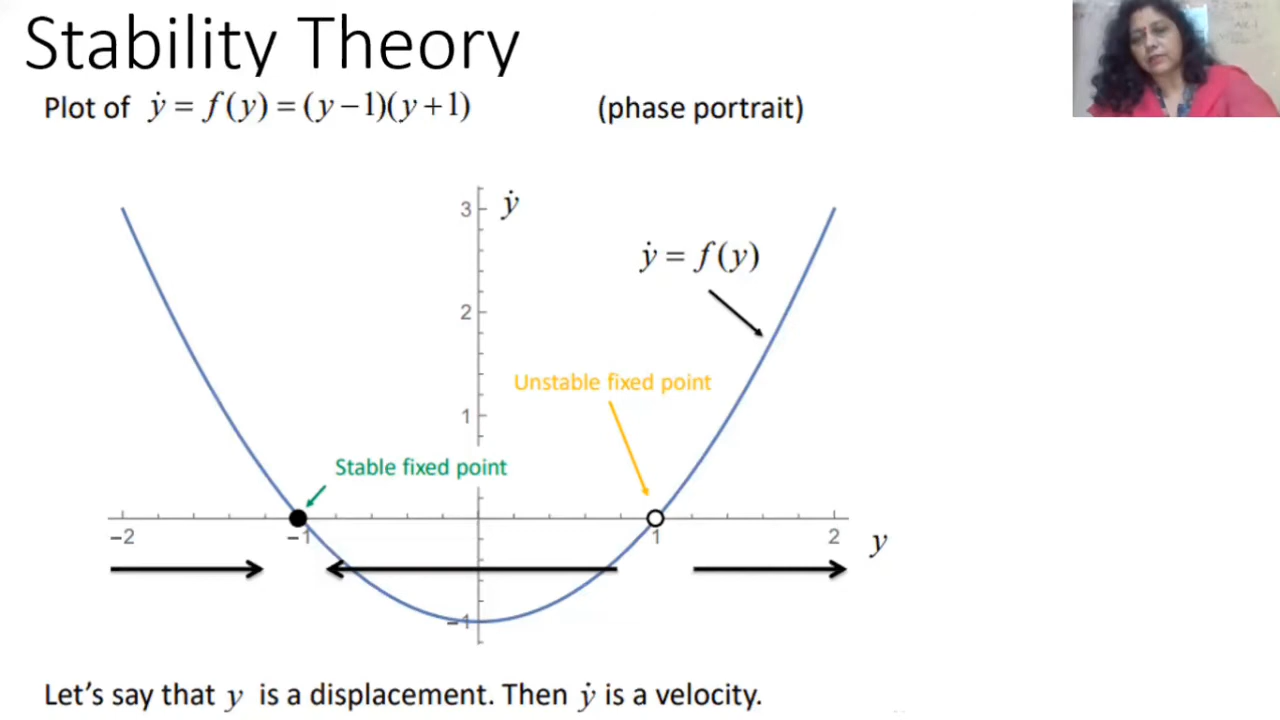 Stability Theory
Plot of ẏ = f(y) = (y−1)(y+1) (phase portrait)
3 ẏ
ẏ = f(y)
2
Unstable fixed point
1
Stable fixed point
−2 −1 1 2 y
−1
Let's say that y is a displacement. Then ẏ is a velocity.